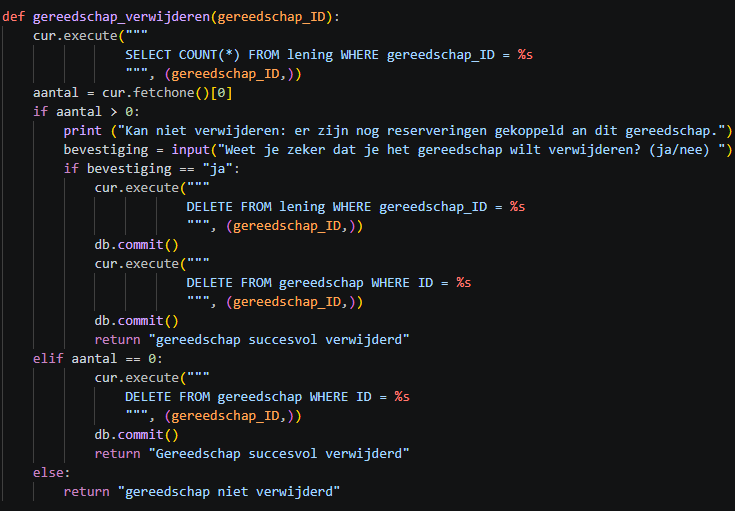 def gereedschap_verwijderen(gereedschap_ID):
    cur.execute("""
                SELECT COUNT(*) FROM lening WHERE gereedschap_ID = %s
                """, (gereedschap_ID,))
    aantal = cur.fetchone()[0]
    if aantal > 0:
        print ("Kan niet verwijderen: er zijn nog reserveringen gekoppeld an dit gereedschap.")
        bevestiging = input("Weet je zeker dat je het gereedschap wilt verwijderen? (ja/nee) ")
        if bevestiging == "ja":
            cur.execute("""
                        DELETE FROM lening WHERE gereedschap_ID = %s
                        """, (gereedschap_ID,))
            db.commit()
            cur.execute("""
                        DELETE FROM gereedschap WHERE ID = %s
                        """, (gereedschap_ID,))
            db.commit()
            return "gereedschap succesvol verwijderd"
    elif aantal == 0:
            cur.execute("""
                DELETE FROM gereedschap WHERE ID = %s
                """, (gereedschap_ID,))
            db.commit()
            return "Gereedschap succesvol verwijderd"
    else:
        return "gereedschap niet verwijderd"